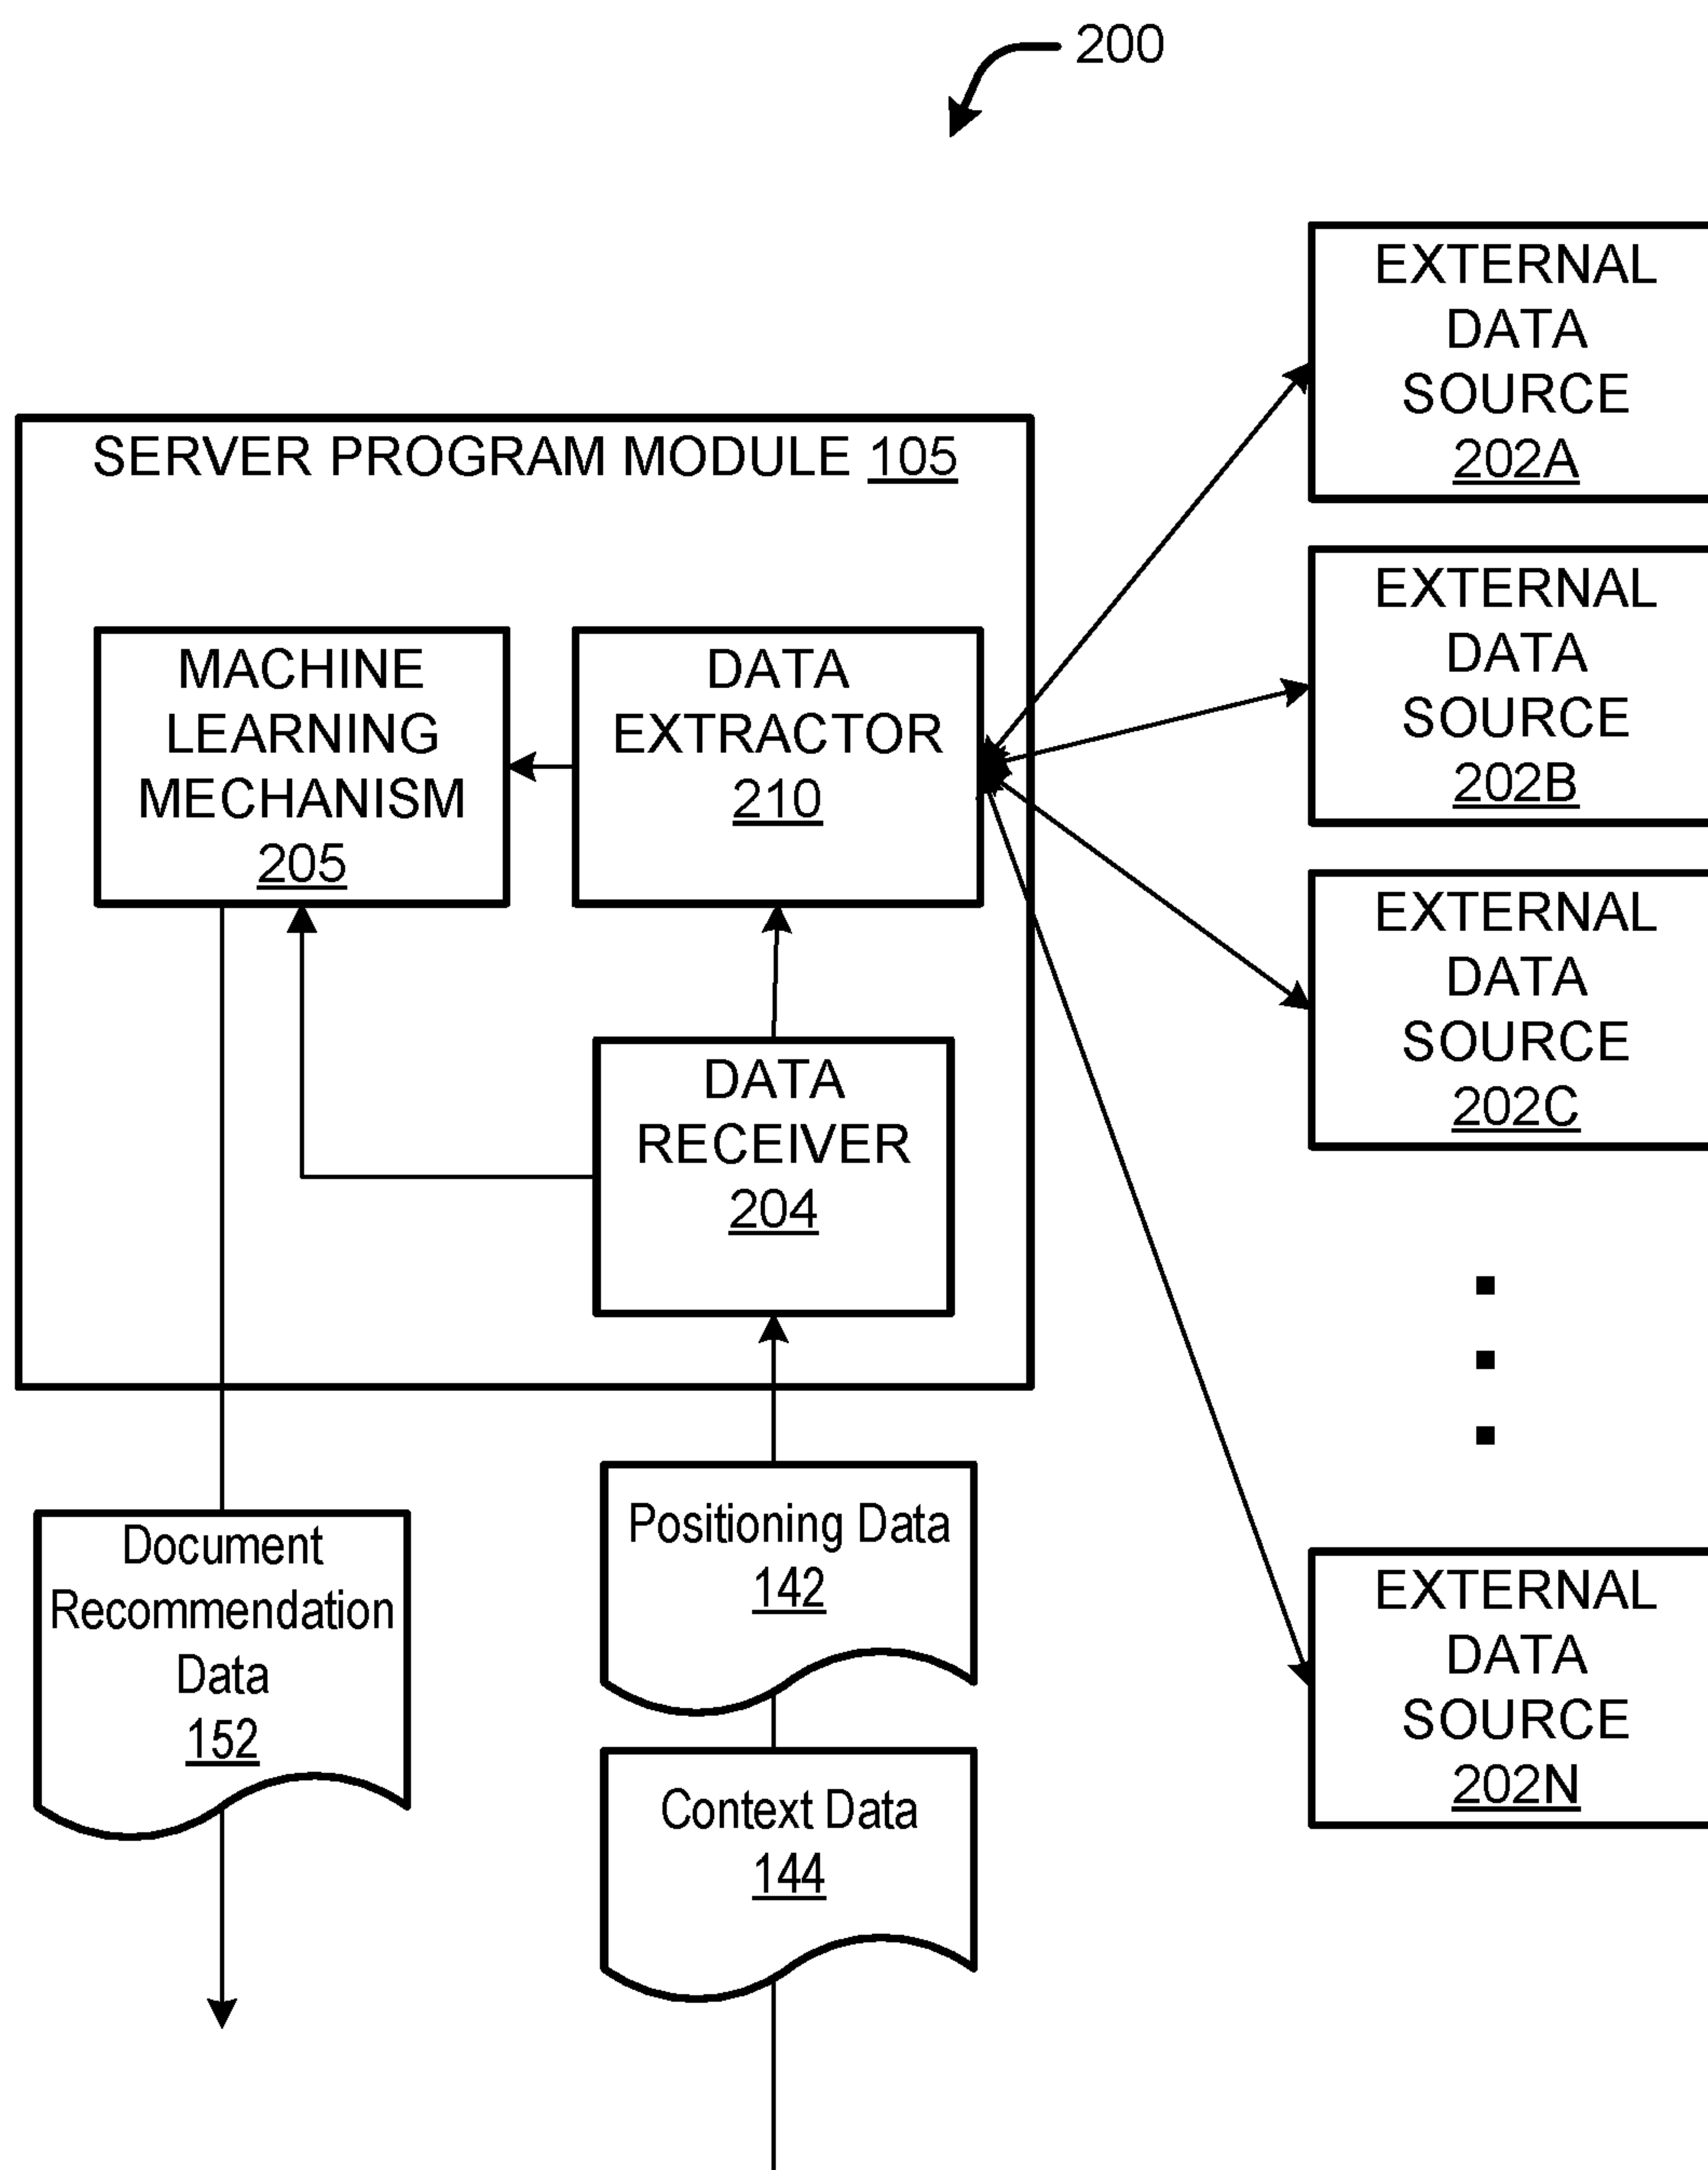 200
SERVER PROGRAM MODULE 105
MACHINE
LEARNING
MECHANISM
205
DATA
EXTRACTOR
210
DATA
RECEIVER
204
EXTERNAL
DATA
SOURCE
202A
EXTERNAL
DATA
SOURCE
202B
EXTERNAL
DATA
SOURCE
202C
EXTERNAL
DATA
SOURCE
202N
Document
Recommendation
Data
152
Positioning Data
142
Context Data
144